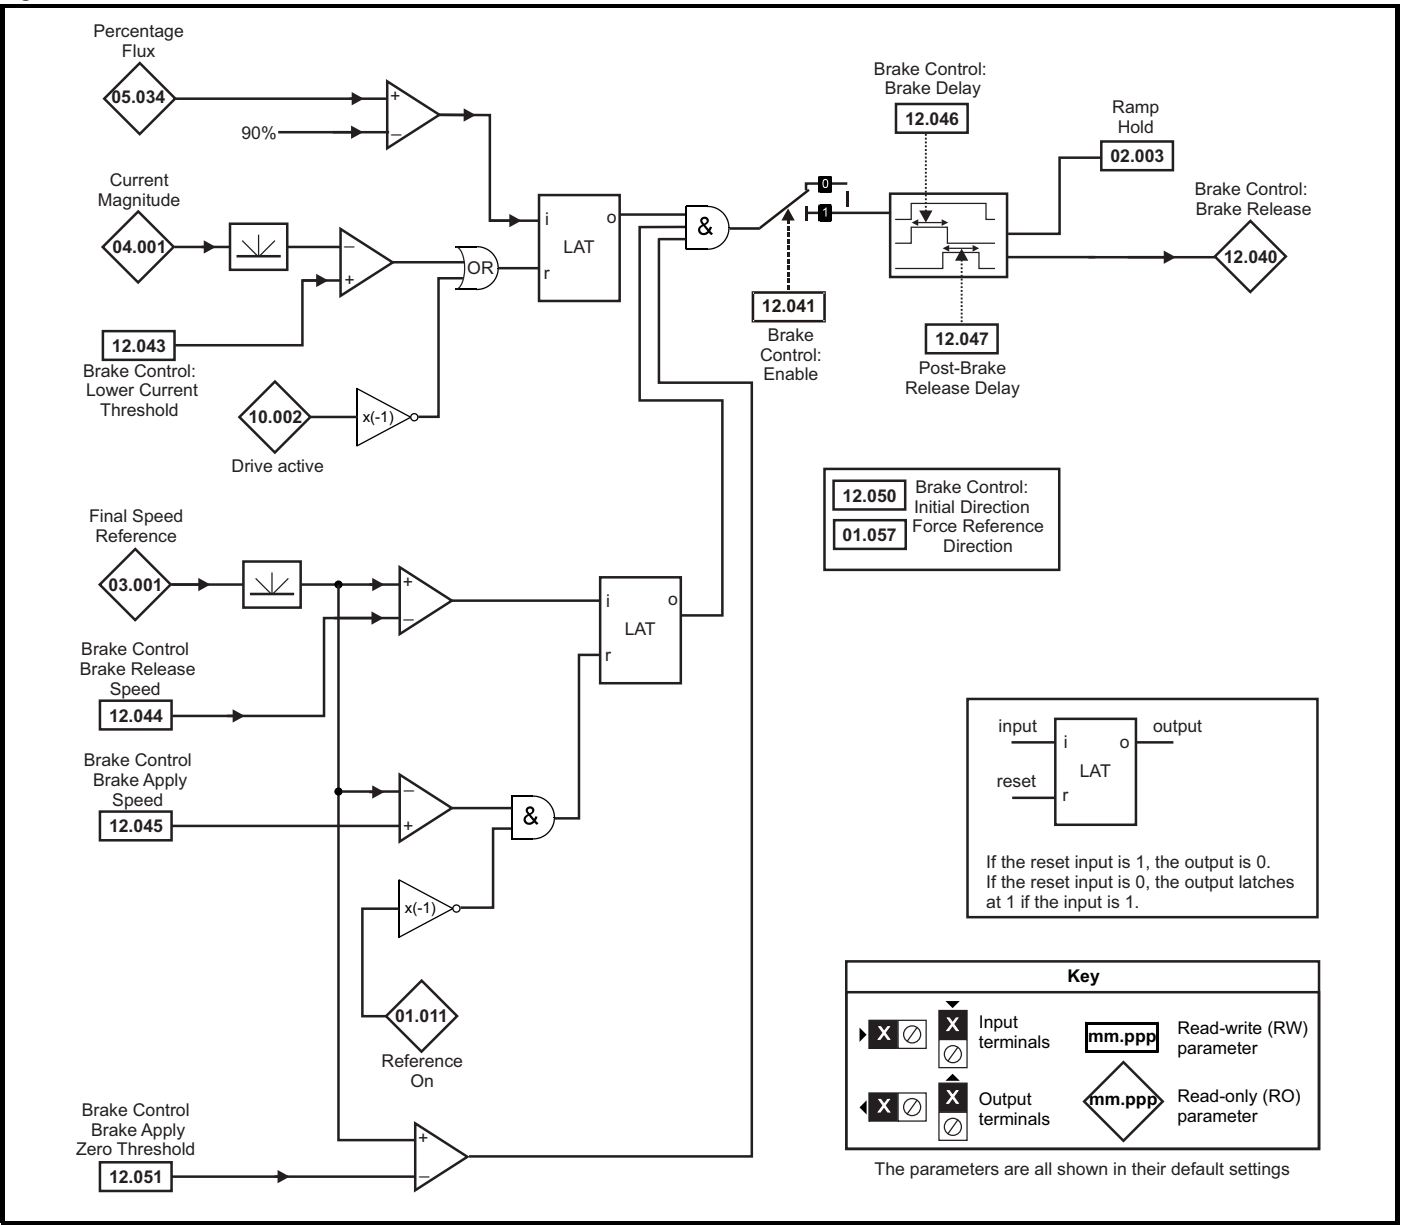 Percentage
Flux
05.034
+
90%
−
Current
Magnitude
04.001
−
+
OR
12.043
Brake Control:
Lower Current
Threshold
10.002
x(-1)
Drive active
i
o
LAT
r
&
0
1
12.041
Brake
Control:
Enable
Brake Control:
Brake Delay
12.046
12.047
Post-Brake
Release Delay
Ramp
Hold
02.003
Brake Control:
Brake Release
12.040
12.050
Brake Control:
Initial Direction
01.057
Force Reference
Direction
Final Speed
Reference
03.001
+
−
i
o
LAT
r
Brake Control
Brake Release
Speed
12.044
Brake Control
Brake Apply
Speed
12.045
−
+
&
x(-1)
01.011
Reference
On
Brake Control
Brake Apply
Zero Threshold
12.051
+
−
input
output
i
o
LAT
reset
r
If the reset input is 1, the output is 0.
If the reset input is 0, the output latches
at 1 if the input is 1.
Key
X
X
Input
terminals
mm.ppp
Read-write (RW)
parameter
X
X
Output
terminals
mm.ppp
Read-only (RO)
parameter
The parameters are all shown in their default settings